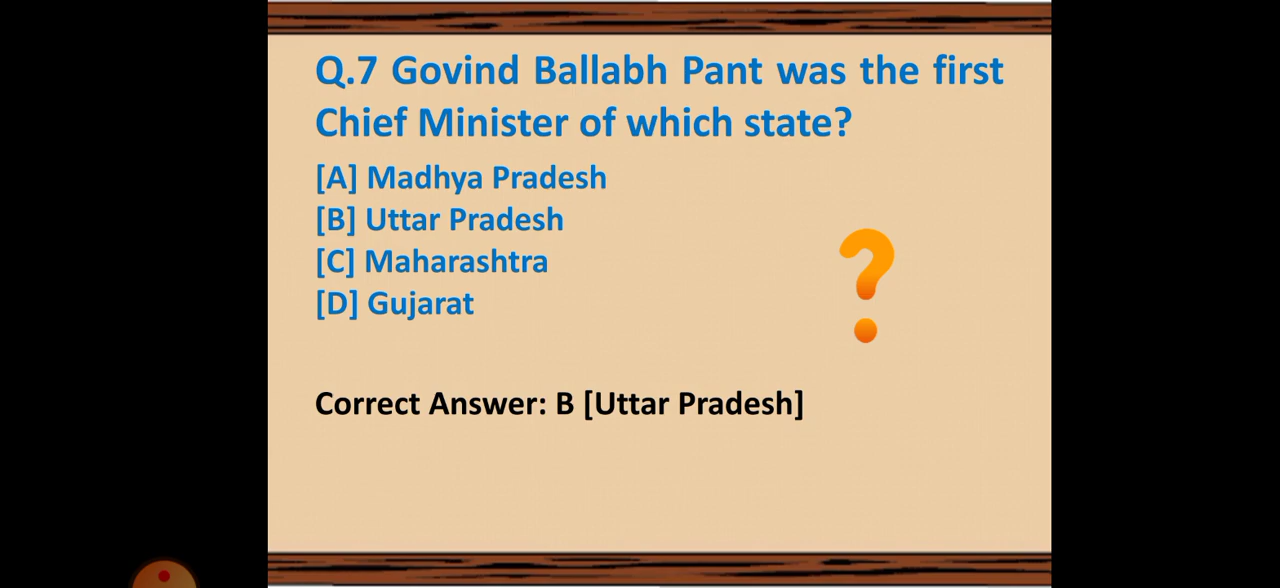 Q.7 Govind Ballabh Pant was the first
Chief Minister of which state?
[A] Madhya Pradesh
[B] Uttar Pradesh
[C] Maharashtra
[D] Gujarat
Correct Answer: B [Uttar Pradesh]